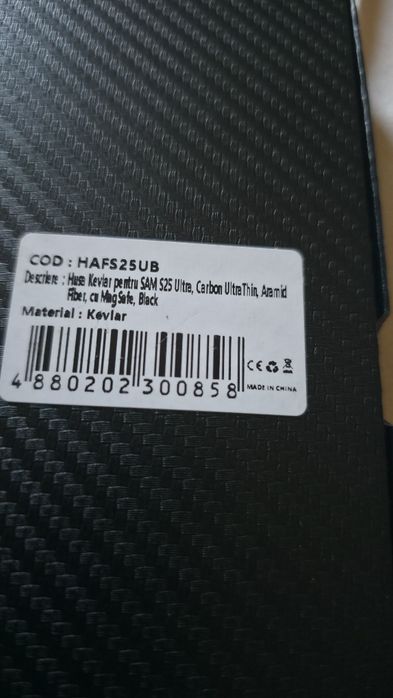 COD : HAFS25UB
Descriere : Husa Kevlar pentru SAM S25 Ultra, Carbon UltraThin, Aramid
Fiber, cu MagSafe, Black
Material : Kevlar
4 880202 300858
CE
MADE IN CHINA